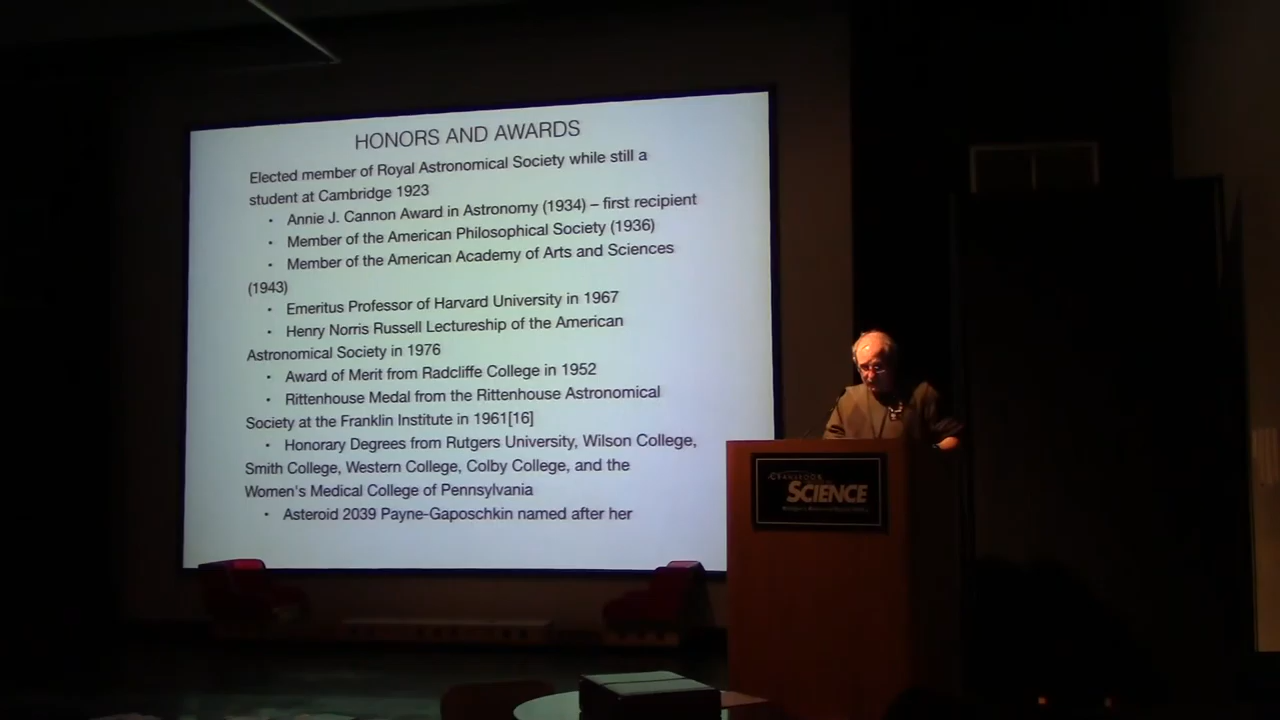 HONORS AND AWARDS
Elected member of Royal Astronomical Society while still a
student at Cambridge 1923
• Annie J. Cannon Award in Astronomy (1934) – first recipient
• Member of the American Philosophical Society (1936)
• Member of the American Academy of Arts and Sciences
(1943)
• Emeritus Professor of Harvard University in 1967
• Henry Norris Russell Lectureship of the American
Astronomical Society in 1976
• Award of Merit from Radcliffe College in 1952
• Rittenhouse Medal from the Rittenhouse Astronomical
Society at the Franklin Institute in 1961[16]
• Honorary Degrees from Rutgers University, Wilson College,
Smith College, Western College, Colby College, and the
Women's Medical College of Pennsylvania
• Asteroid 2039 Payne-Gaposchkin named after her
CRANBROOK
SCIENCE